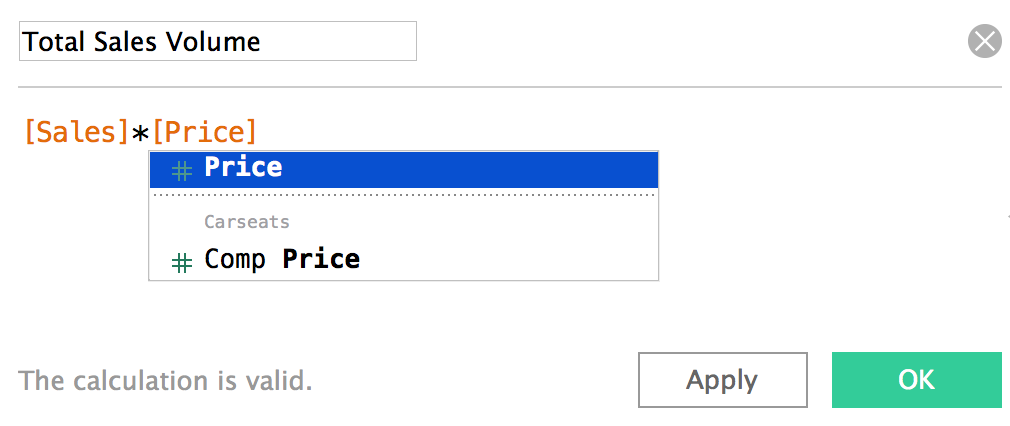 Total Sales Volume
[Sales]*[Price]
# Price
Carseats
# Comp Price
The calculation is valid.
Apply
OK